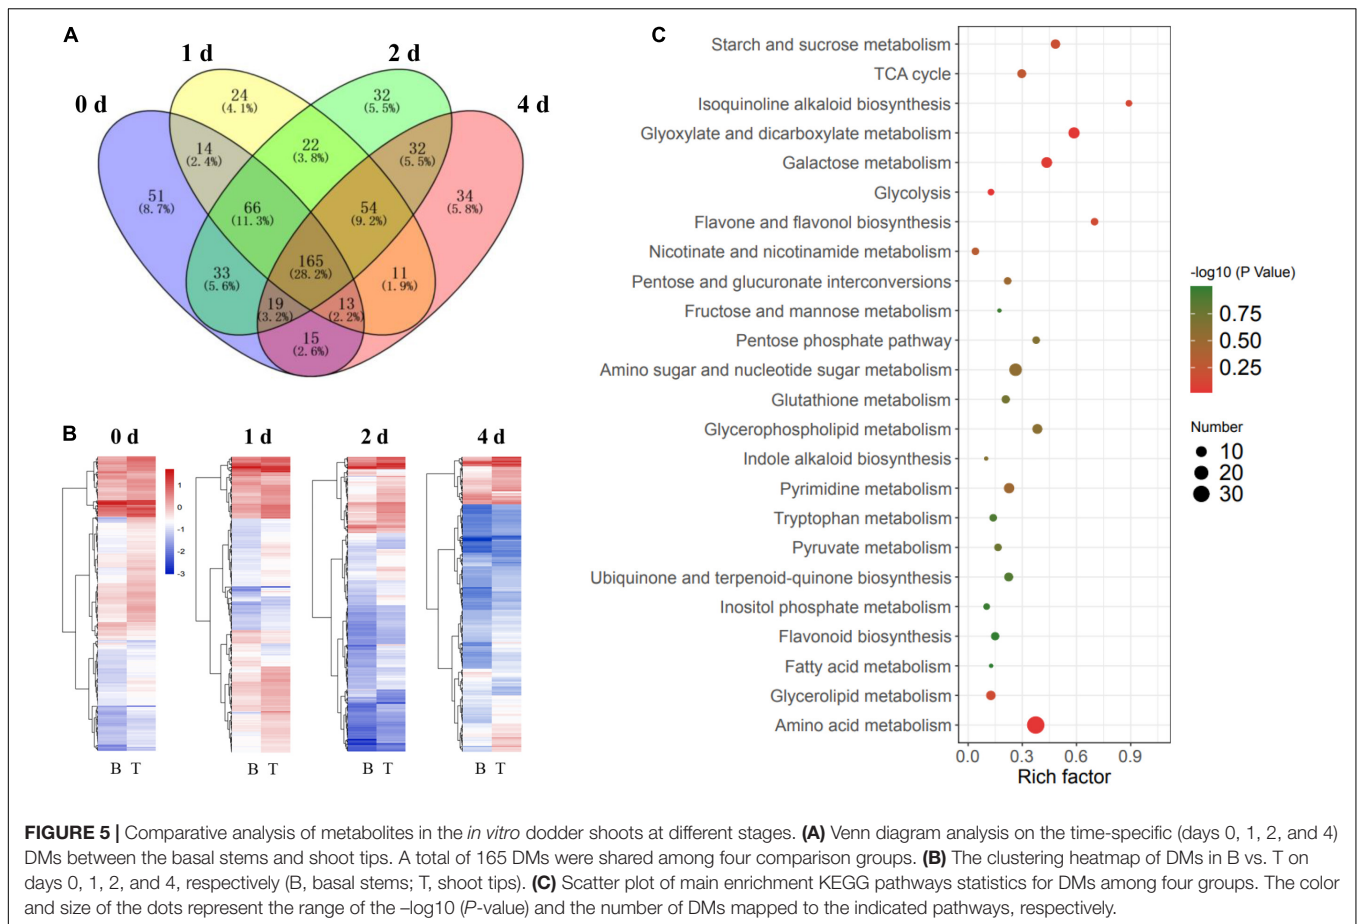 A
1 d
2 d
0 d
4 d
24
(4.1%)
32
(5.5%)
14
(2.4%)
22
(3.8%)
32
(5.5%)
51
(8.7%)
66
(11.3%)
54
(9.2%)
34
(5.8%)
165
(28.2%)
33
(5.6%)
11
(1.9%)
19
(3.2%)
13
(2.2%)
15
(2.6%)
B
0 d
1 d
2 d
4 d
1
0
-1
-2
-3
B T
B T
B T
B T
C
Starch and sucrose metabolism
TCA cycle
Isoquinoline alkaloid biosynthesis
Glyoxylate and dicarboxylate metabolism
Galactose metabolism
Glycolysis
Flavone and flavonol biosynthesis
Nicotinate and nicotinamide metabolism
Pentose and glucuronate interconversions
Fructose and mannose metabolism
Pentose phosphate pathway
Amino sugar and nucleotide sugar metabolism
Glutathione metabolism
Glycerophospholipid metabolism
Indole alkaloid biosynthesis
Pyrimidine metabolism
Tryptophan metabolism
Pyruvate metabolism
Ubiquinone and terpenoid-quinone biosynthesis
Inositol phosphate metabolism
Flavonoid biosynthesis
Fatty acid metabolism
Glycerolipid metabolism
Amino acid metabolism
0.0 0.3 0.6 0.9
Rich factor
-log10 (P Value)
0.75
0.50
0.25
Number
10
20
30
FIGURE 5 | Comparative analysis of metabolites in the in vitro dodder shoots at different stages. (A) Venn diagram analysis on the time-specific (days 0, 1, 2, and 4)
DMs between the basal stems and shoot tips. A total of 165 DMs were shared among four comparison groups. (B) The clustering heatmap of DMs in B vs. T on
days 0, 1, 2, and 4, respectively (B, basal stems; T, shoot tips). (C) Scatter plot of main enrichment KEGG pathways statistics for DMs among four groups. The color
and size of the dots represent the range of the –log10 (P-value) and the number of DMs mapped to the indicated pathways, respectively.